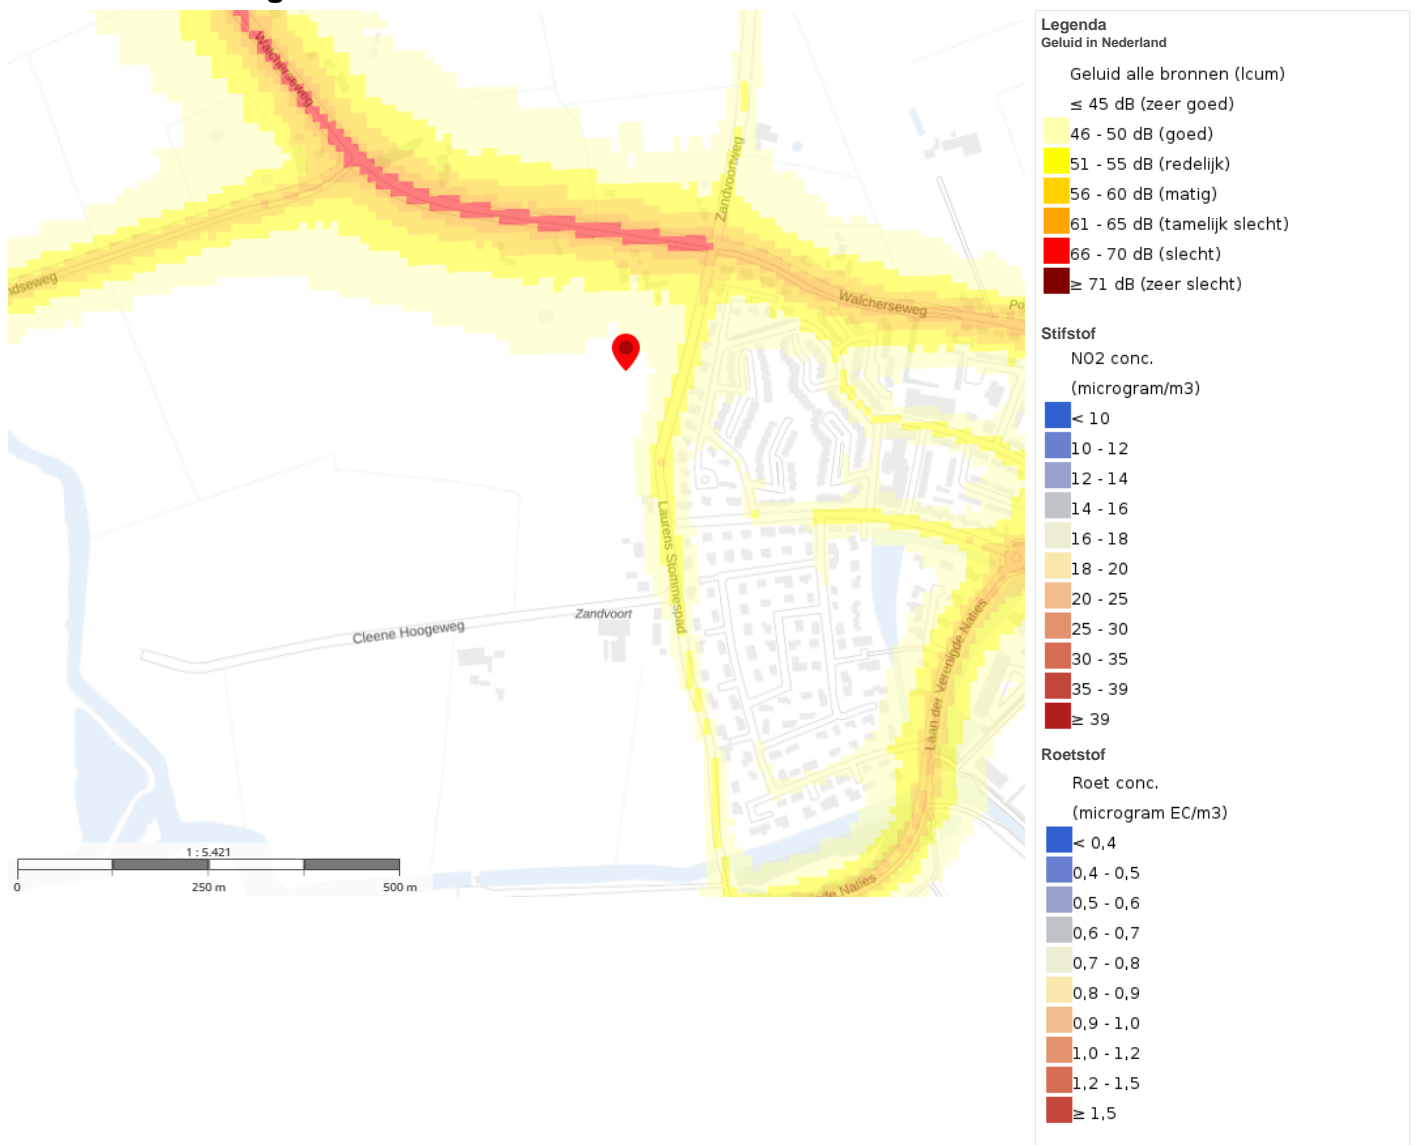 Walcherseweg
Zandvoortweg
ndseweg
Walcherseweg
Po
Laurens Stommespad
Zandvoort
Cleene Hoogeweg
Laan der Verenigde Naties
de Naties
1 : 5.421
0
250 m
500 m
Legenda
Geluid in Nederland
Geluid alle bronnen (lcum)
≤ 45 dB (zeer goed)
46 - 50 dB (goed)
51 - 55 dB (redelijk)
56 - 60 dB (matig)
61 - 65 dB (tamelijk slecht)
66 - 70 dB (slecht)
≥ 71 dB (zeer slecht)
Stifstof
NO2 conc.
(microgram/m3)
< 10
10 - 12
12 - 14
14 - 16
16 - 18
18 - 20
20 - 25
25 - 30
30 - 35
35 - 39
≥ 39
Roetstof
Roet conc.
(microgram EC/m3)
< 0,4
0,4 - 0,5
0,5 - 0,6
0,6 - 0,7
0,7 - 0,8
0,8 - 0,9
0,9 - 1,0
1,0 - 1,2
1,2 - 1,5
≥ 1,5